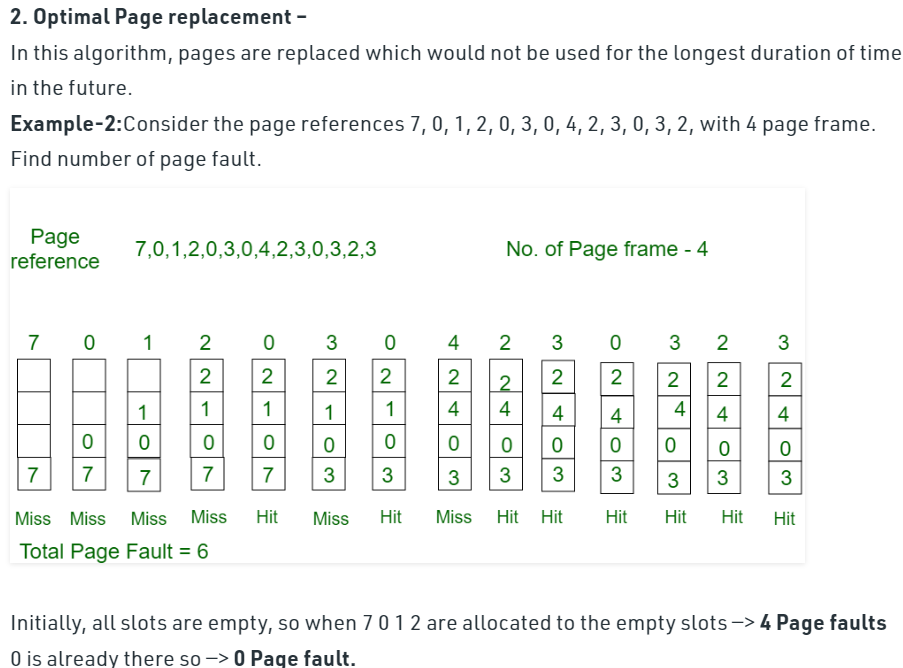 2. Optimal Page replacement –
In this algorithm, pages are replaced which would not be used for the longest duration of time
in the future.
Example-2:Consider the page references 7, 0, 1, 2, 0, 3, 0, 4, 2, 3, 0, 3, 2, with 4 page frame.
Find number of page fault.
Page
reference
7,0,1,2,0,3,0,4,2,3,0,3,2,3
No. of Page frame - 4
7 0 1 2 0 3 0 4 2 3 0 3 2 3
2 2 2 2 2 2 2 2 2 2 2
1 1 1 1 1 4 4 4 4 4 4 4
0 0 0 0 0 0 0 0 0 0 0 0 0
7 7 7 7 7 3 3 3 3 3 3 3 3 3
Miss Miss Miss Miss Hit Miss Hit Miss Hit Hit Hit Hit Hit Hit
Total Page Fault = 6
Initially, all slots are empty, so when 7 0 1 2 are allocated to the empty slots —> 4 Page faults
0 is already there so —> 0 Page fault.